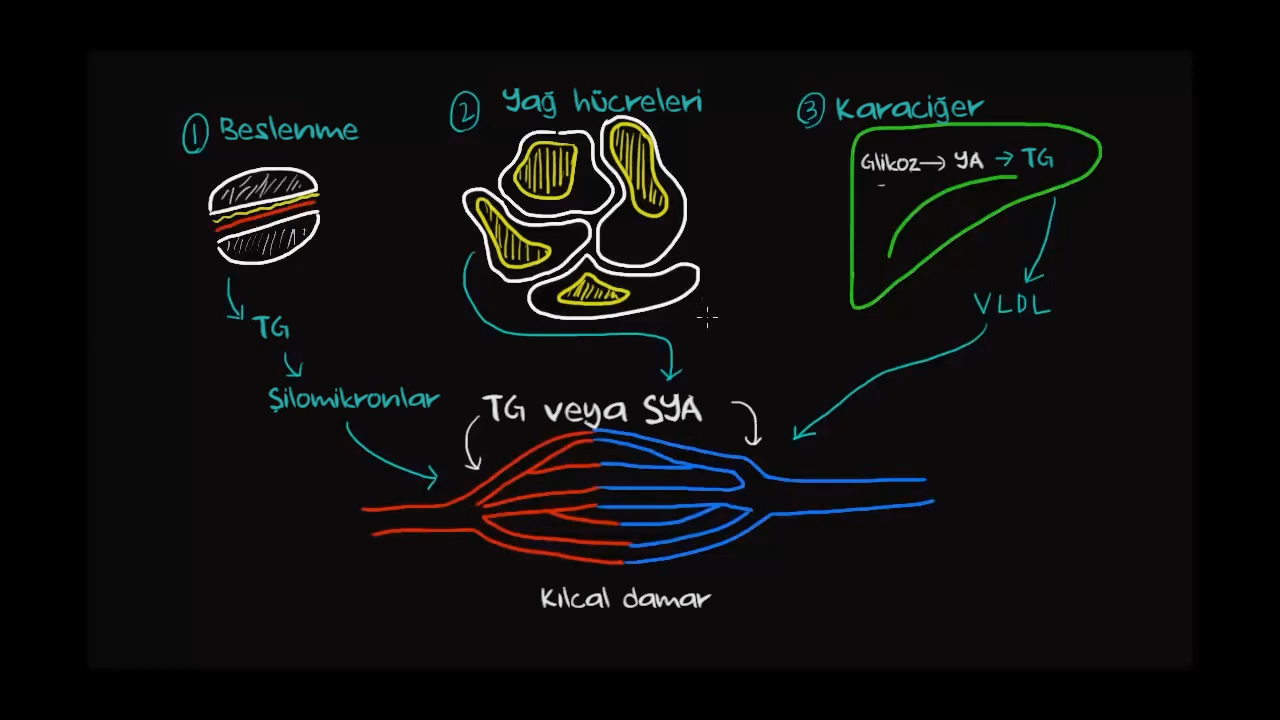 ① Beslenme
TG
Şilomikronlar
② Yağ hücreleri
③ Karaciğer
Glikoz → YA → TG
VLDL
TG veya SYA
Kılcal damar